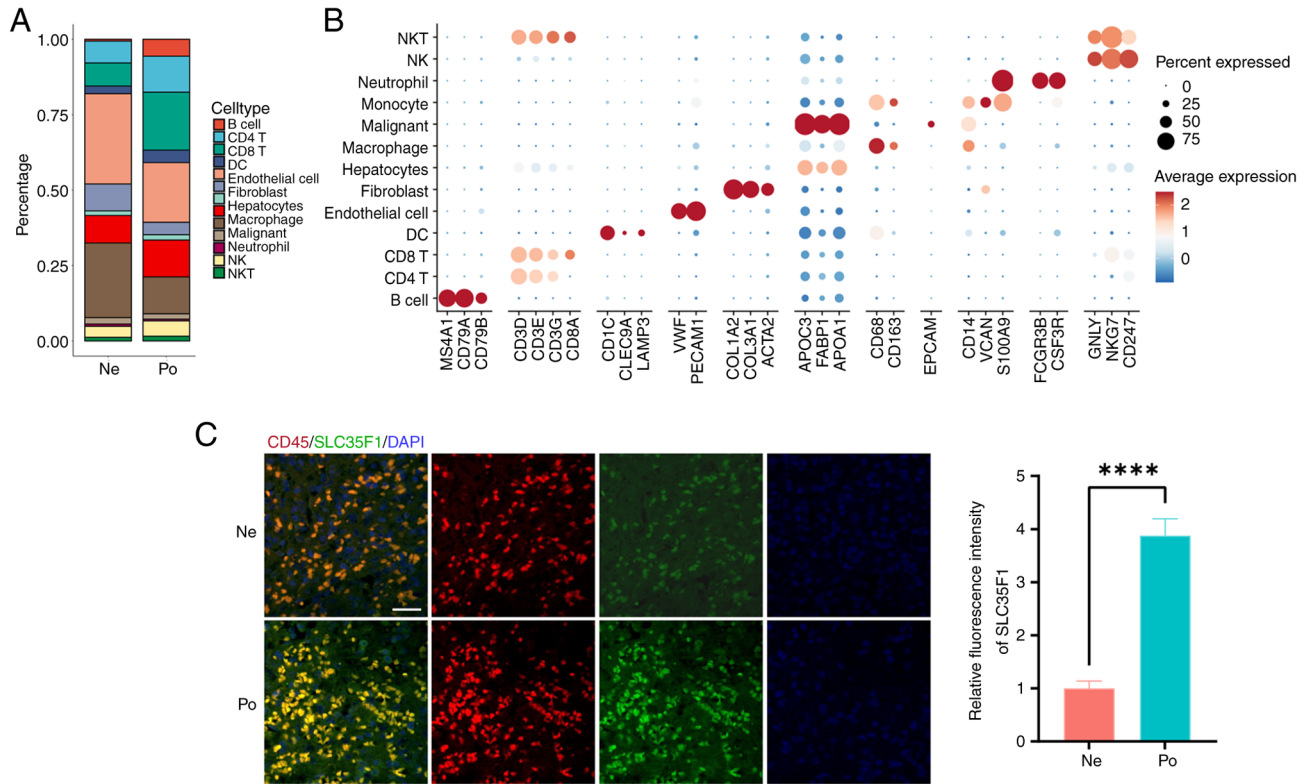 A
Percentage
1.00
0.75
0.50
0.25
0.00
Ne
Po
Celltype
B cell
CD4 T
CD8 T
DC
Endothelial cell
Fibroblast
Hepatocytes
Macrophage
Malignant
Neutrophil
NK
NKT
B
NKT
NK
Neutrophil
Monocyte
Malignant
Macrophage
Hepatocytes
Fibroblast
Endothelial cell
DC
CD8 T
CD4 T
B cell
MS4A1
CD79A
CD79B
CD3D
CD3E
CD3G
CD8A
CD1C
CLEC9A
LAMP3
VWF
PECAM1
COL1A2
COL3A1
ACTA2
APOC3
FABP1
APOA1
CD68
CD163
EPCAM
CD14
VCAN
S100A9
FCGR3B
CSF3R
GNLY
NKG7
CD247
Percent expressed
0
25
50
75
Average expression
2
1
0
C
CD45/SLC35F1/DAPI
Ne
Po
Relative fluorescence intensity
of SLC35F1
5
4
3
2
1
0
****
Ne
Po